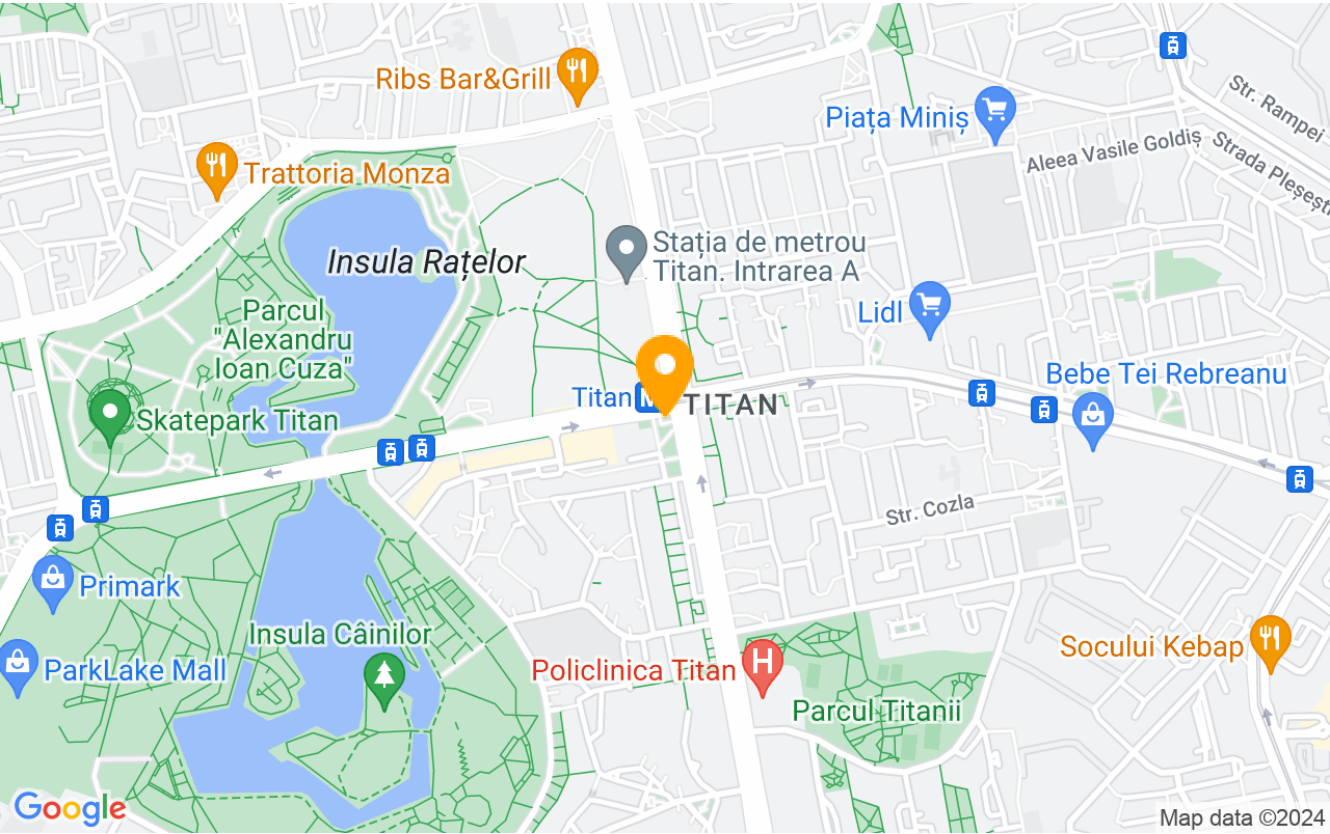 Ribs Bar&Grill
Str. Rampei
Piața Miniș
Aleea Vasile Goldiș
Strada Pleșești
Trattoria Monza
Stația de metrou
Titan. Intrarea A
Insula Rațelor
Parcul
"Alexandru
Ioan Cuza"
Lidl
Bebe Tei Rebreanu
Titan
TITAN
Skatepark Titan
Str. Cozla
Primark
Insula Câinilor
Socului Kebap
ParkLake Mall
Policlinica Titan
H
Parcul Titanii
Google
Map data ©2024